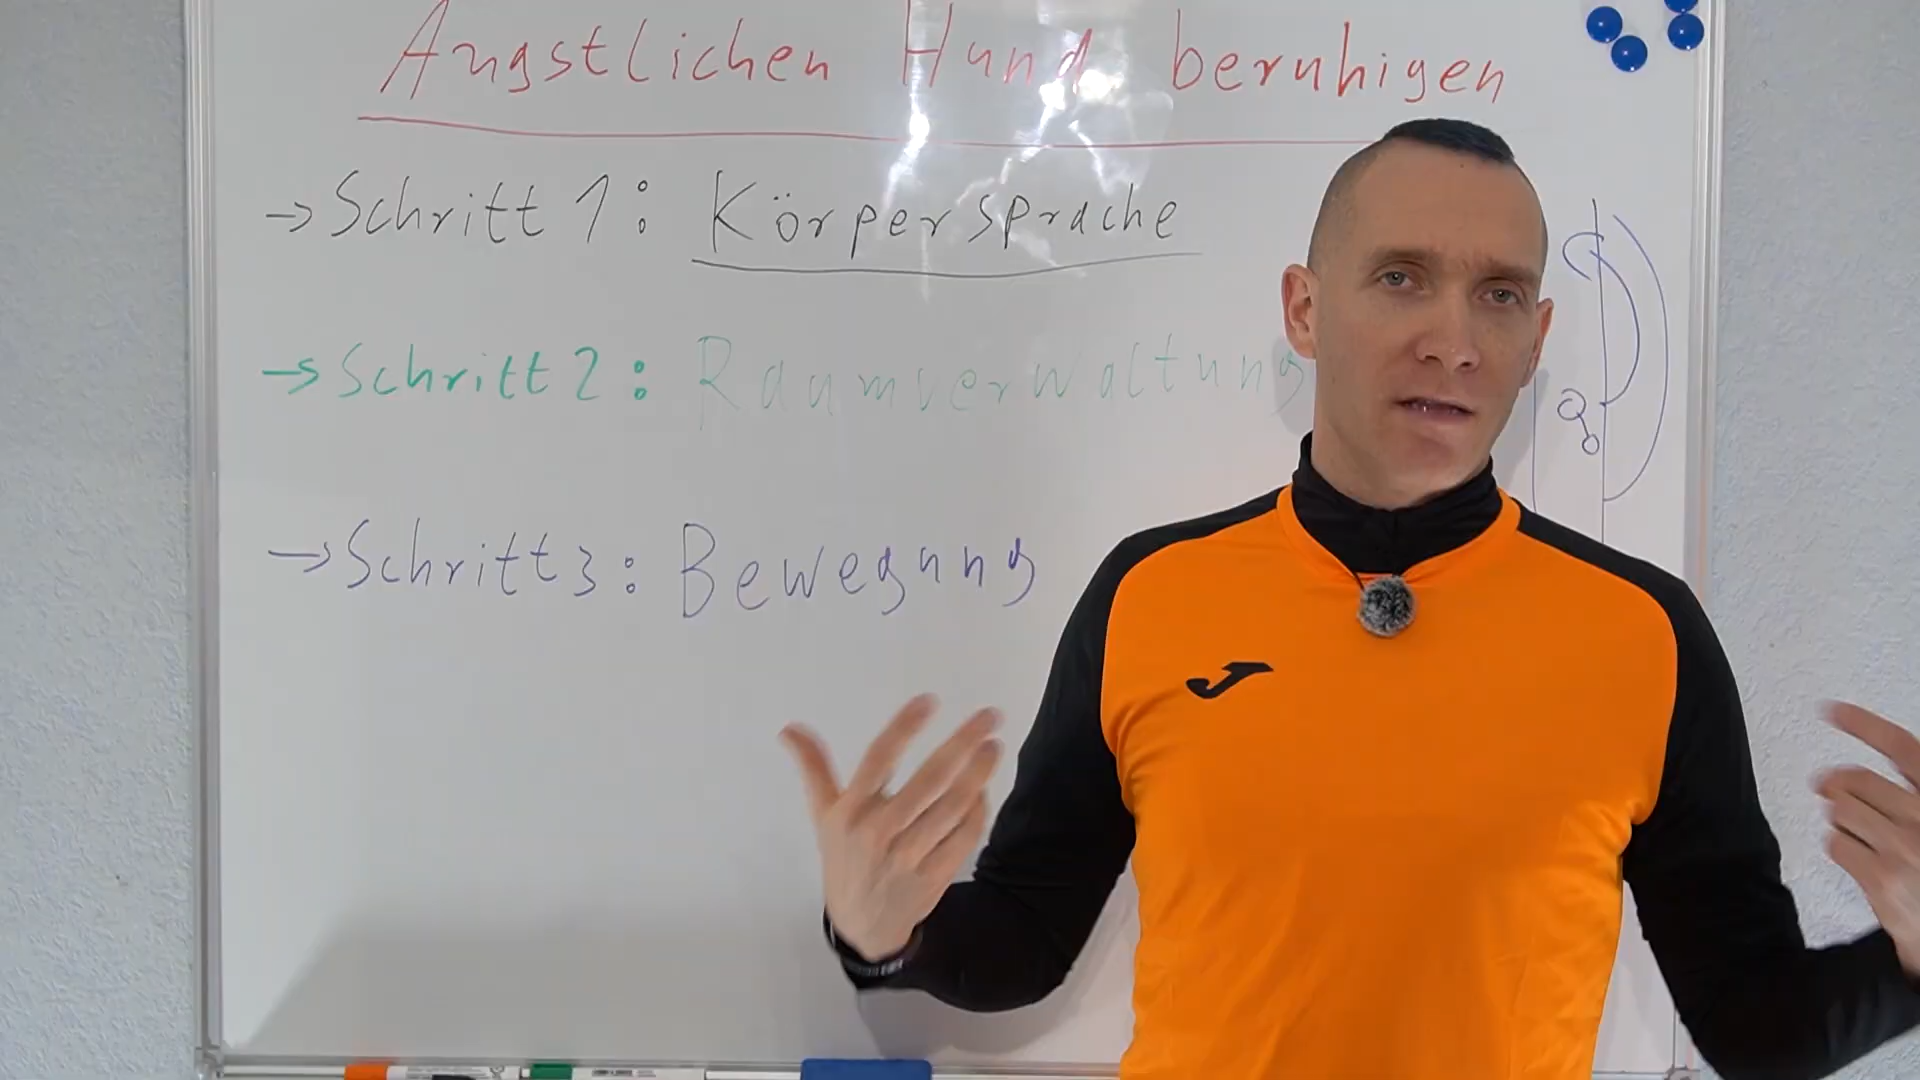 Ängstlichen Hund beruhigen
→ Schritt 1: Körpersprache
→ Schritt 2: Raumverwaltung
→ Schritt 3: Bewegung